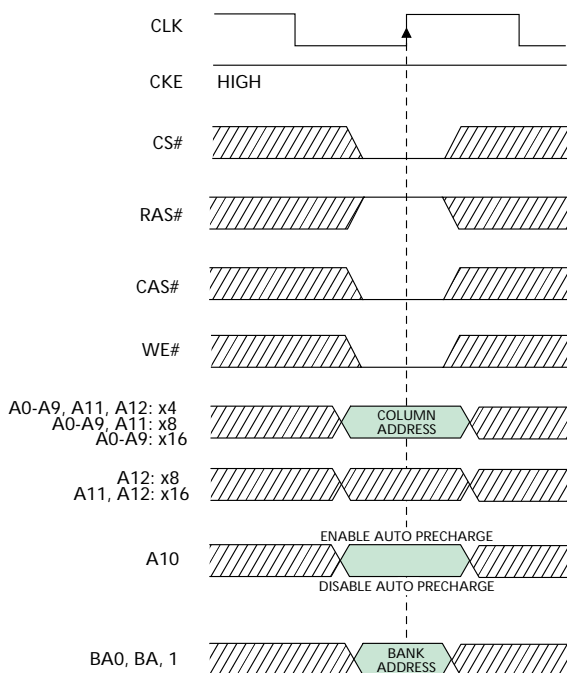 CLK
CKE HIGH
CS#
RAS#
CAS#
WE#
A0-A9, A11, A12: x4
A0-A9, A11: x8
A0-A9: x16
COLUMN
ADDRESS
A12: x8
A11, A12: x16
ENABLE AUTO PRECHARGE
A10
DISABLE AUTO PRECHARGE
BA0, BA, 1
BANK
ADDRESS